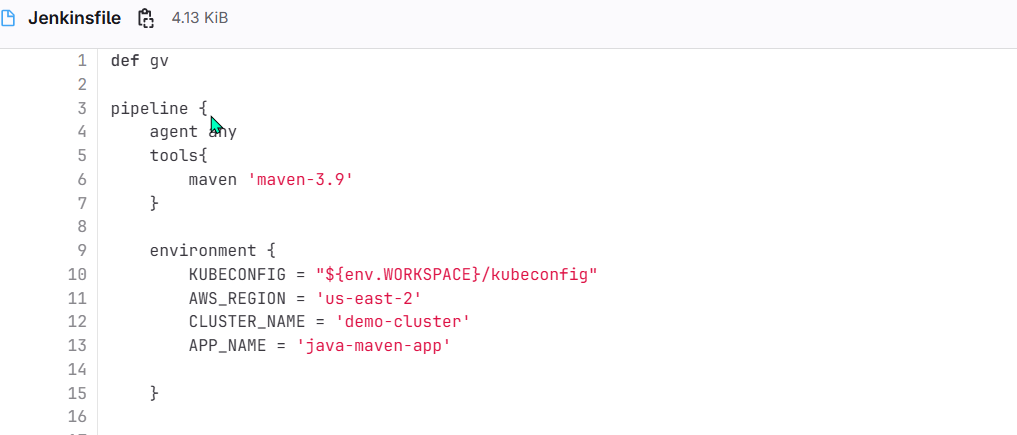 Jenkinsfile 4.13 KiB
1 def gv
2
3 pipeline {
4     agent any
5     tools{
6         maven 'maven-3.9'
7     }
8
9     environment {
10         KUBECONFIG = "${env.WORKSPACE}/kubeconfig"
11         AWS_REGION = 'us-east-2'
12         CLUSTER_NAME = 'demo-cluster'
13         APP_NAME = 'java-maven-app'
14
15     }
16